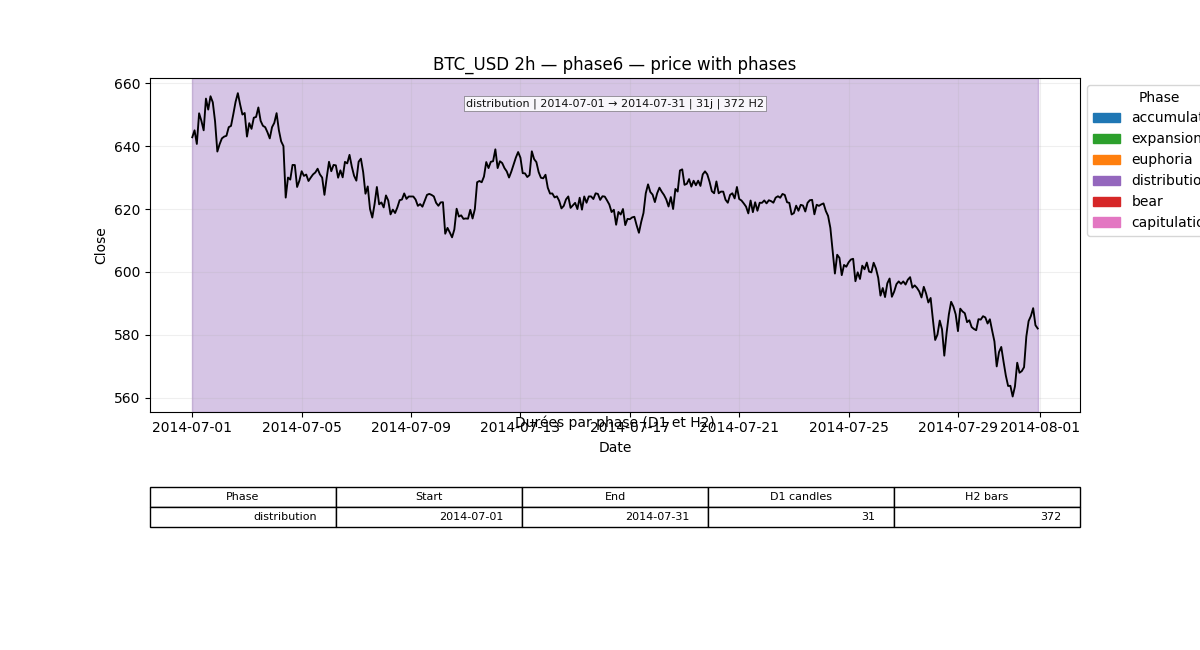 BTC_USD 2h — phase6 — price with phases
distribution | 2014-07-01 → 2014-07-31 | 31j | 372 H2
Phase
accumulat
expansion
euphoria
distributio
bear
capitulatio
Close
660
640
620
600
580
560
2014-07-01 2014-07-05 2014-07-09 2014-07-13 2014-07-17 2014-07-21 2014-07-25 2014-07-29 2014-08-01
Durées par phase (D1 et H2)
Date
Phase Start End D1 candles H2 bars
distribution 2014-07-01 2014-07-31 31 372